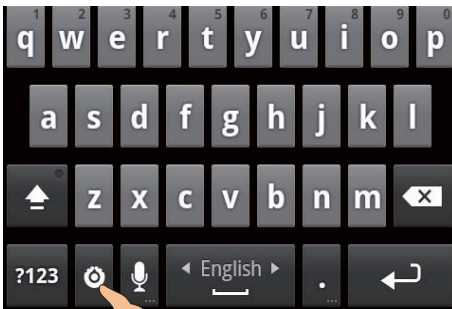 1 2 3 4 5 6 7 8 9 0
q w e r t y u i o p
a s d f g h j k l
z x c v b n m
?123 English . ...